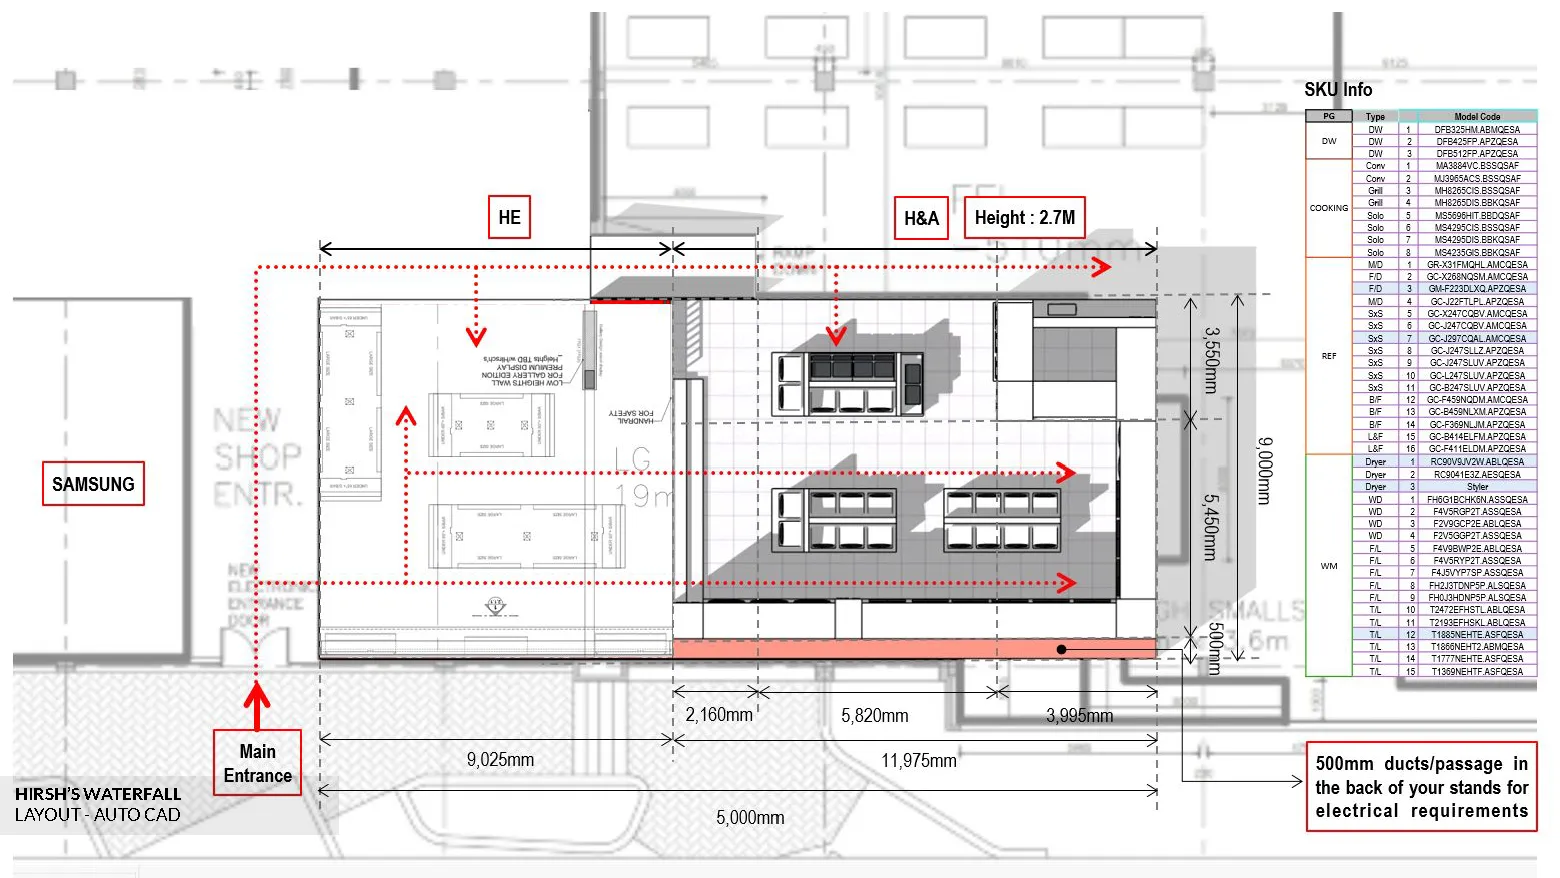 SKU Info
PG Type Model Code
DW
DW 1 DFB325HM.ABMQESA
DW 2 DFB425FP.APZQESA
DW 3 DFB512FP.APZQESA
COOKING
Conv 1 MA3884VC.BSSQSAF
Conv 2 MJ3965ACS.BSSQSAF
Grill 3 MH8265CIS.BSSQSAF
Grill 4 MH8265DIS.BBKQSAF
Solo 5 MS5696HIT.BBDQSAF
Solo 6 MS4295CIS.BSSQSAF
Solo 7 MS4295DIS.BBKQSAF
Solo 8 MS4235GIS.BBKQSAF
REF
M/D 1 GR-X31FMQHL.AMCQESA
F/D 2 GC-X268NQSM.AMCQESA
F/D 3 GM-F223DLXQ.APZQESA
M/D 4 GC-J22FTLPL.APZQESA
SxS 5 GC-X247CQBV.AMCQESA
SxS 6 GC-J247CQBV.AMCQESA
SxS 7 GC-J297CQAL.AMCQESA
SxS 8 GC-J247SLLZ.APZQESA
SxS 9 GC-J247SLUV.APZQESA
SxS 10 GC-L247SLUV.APZQESA
SxS 11 GC-B247SLUV.APZQESA
B/F 12 GC-F459NQDM.AMCQESA
B/F 13 GC-B459NLXM.APZQESA
B/F 14 GC-F369NLJM.APZQESA
L&F 15 GC-B414ELFM.APZQESA
L&F 16 GC-F411ELDM.APZQESA
WM
Dryer 1 RC90V9JV2W.ABLQESA
Dryer 2 RC9041E3Z.AESQESA
Dryer 3 Styler
WD 1 FH6G1BCHK6N.ASSQESA
WD 2 F4V5RGP2T.ASSQESA
WD 3 F2V9GCP2E.ABLQESA
WD 4 F2V5GGP2T.ASSQESA
F/L 5 F4V9BWP2E.ABLQESA
F/L 6 F4V5RYP2T.ASSQESA
F/L 7 F4J5VYP7SP.ASSQESA
F/L 8 FH2J3TDNP5P.ALSQESA
F/L 9 FH0J3HDNP5P.ALSQESA
T/L 10 T2472EFHSTL.ABLQESA
T/L 11 T2193EFHSKL.ABLQESA
T/L 12 T1885NEHTE.ASFQESA
T/L 13 T1866NEHT2.ABMQESA
T/L 14 T1777NEHTE.ASFQESA
T/L 15 T1369NEHTF.ASFQESA
HE
H&A
Height : 2.7M
510mm
LOW HEIGHTS WALL
FOR GALLERY EDITION
PREMIUM DISPLAY
_Heights TBD w/Hirsch's
HANDRAIL
FOR SAFETY
LG
19m
NEW
SHOP
ENTR.
SAMSUNG
NEW
ELECTRONIC
ENTRANCE
DOOR
SMALLS
3.6m
3,550mm
5,450mm
500mm
9,000mm
2,160mm
5,820mm
3,995mm
9,025mm
11,975mm
5,000mm
Main
Entrance
HIRSH'S WATERFALL
LAYOUT - AUTO CAD
500mm ducts/passage in
the back of your stands for
electrical requirements